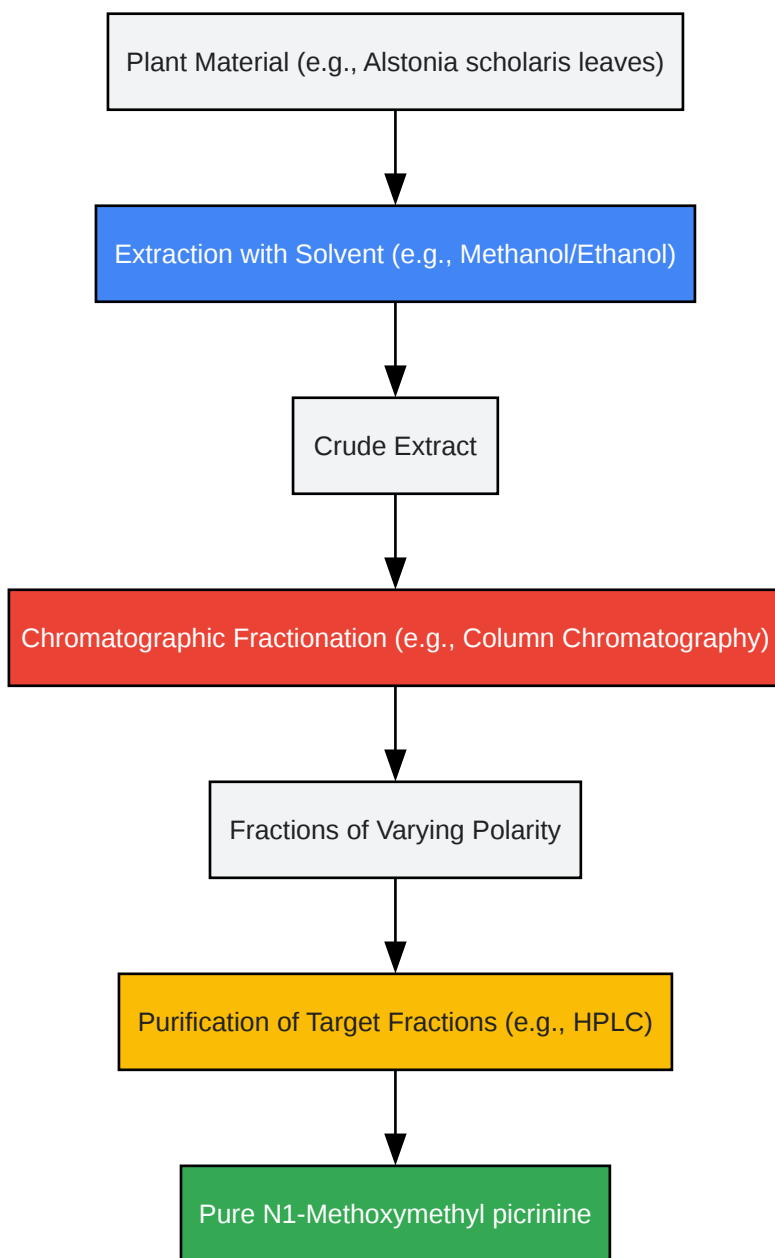 Plant Material (e.g., Alstonia scholaris leaves)
Extraction with Solvent (e.g., Methanol/Ethanol)
Crude Extract
Chromatographic Fractionation (e.g., Column Chromatography)
Fractions of Varying Polarity
Purification of Target Fractions (e.g., HPLC)
Pure N1-Methoxymethyl picrinine